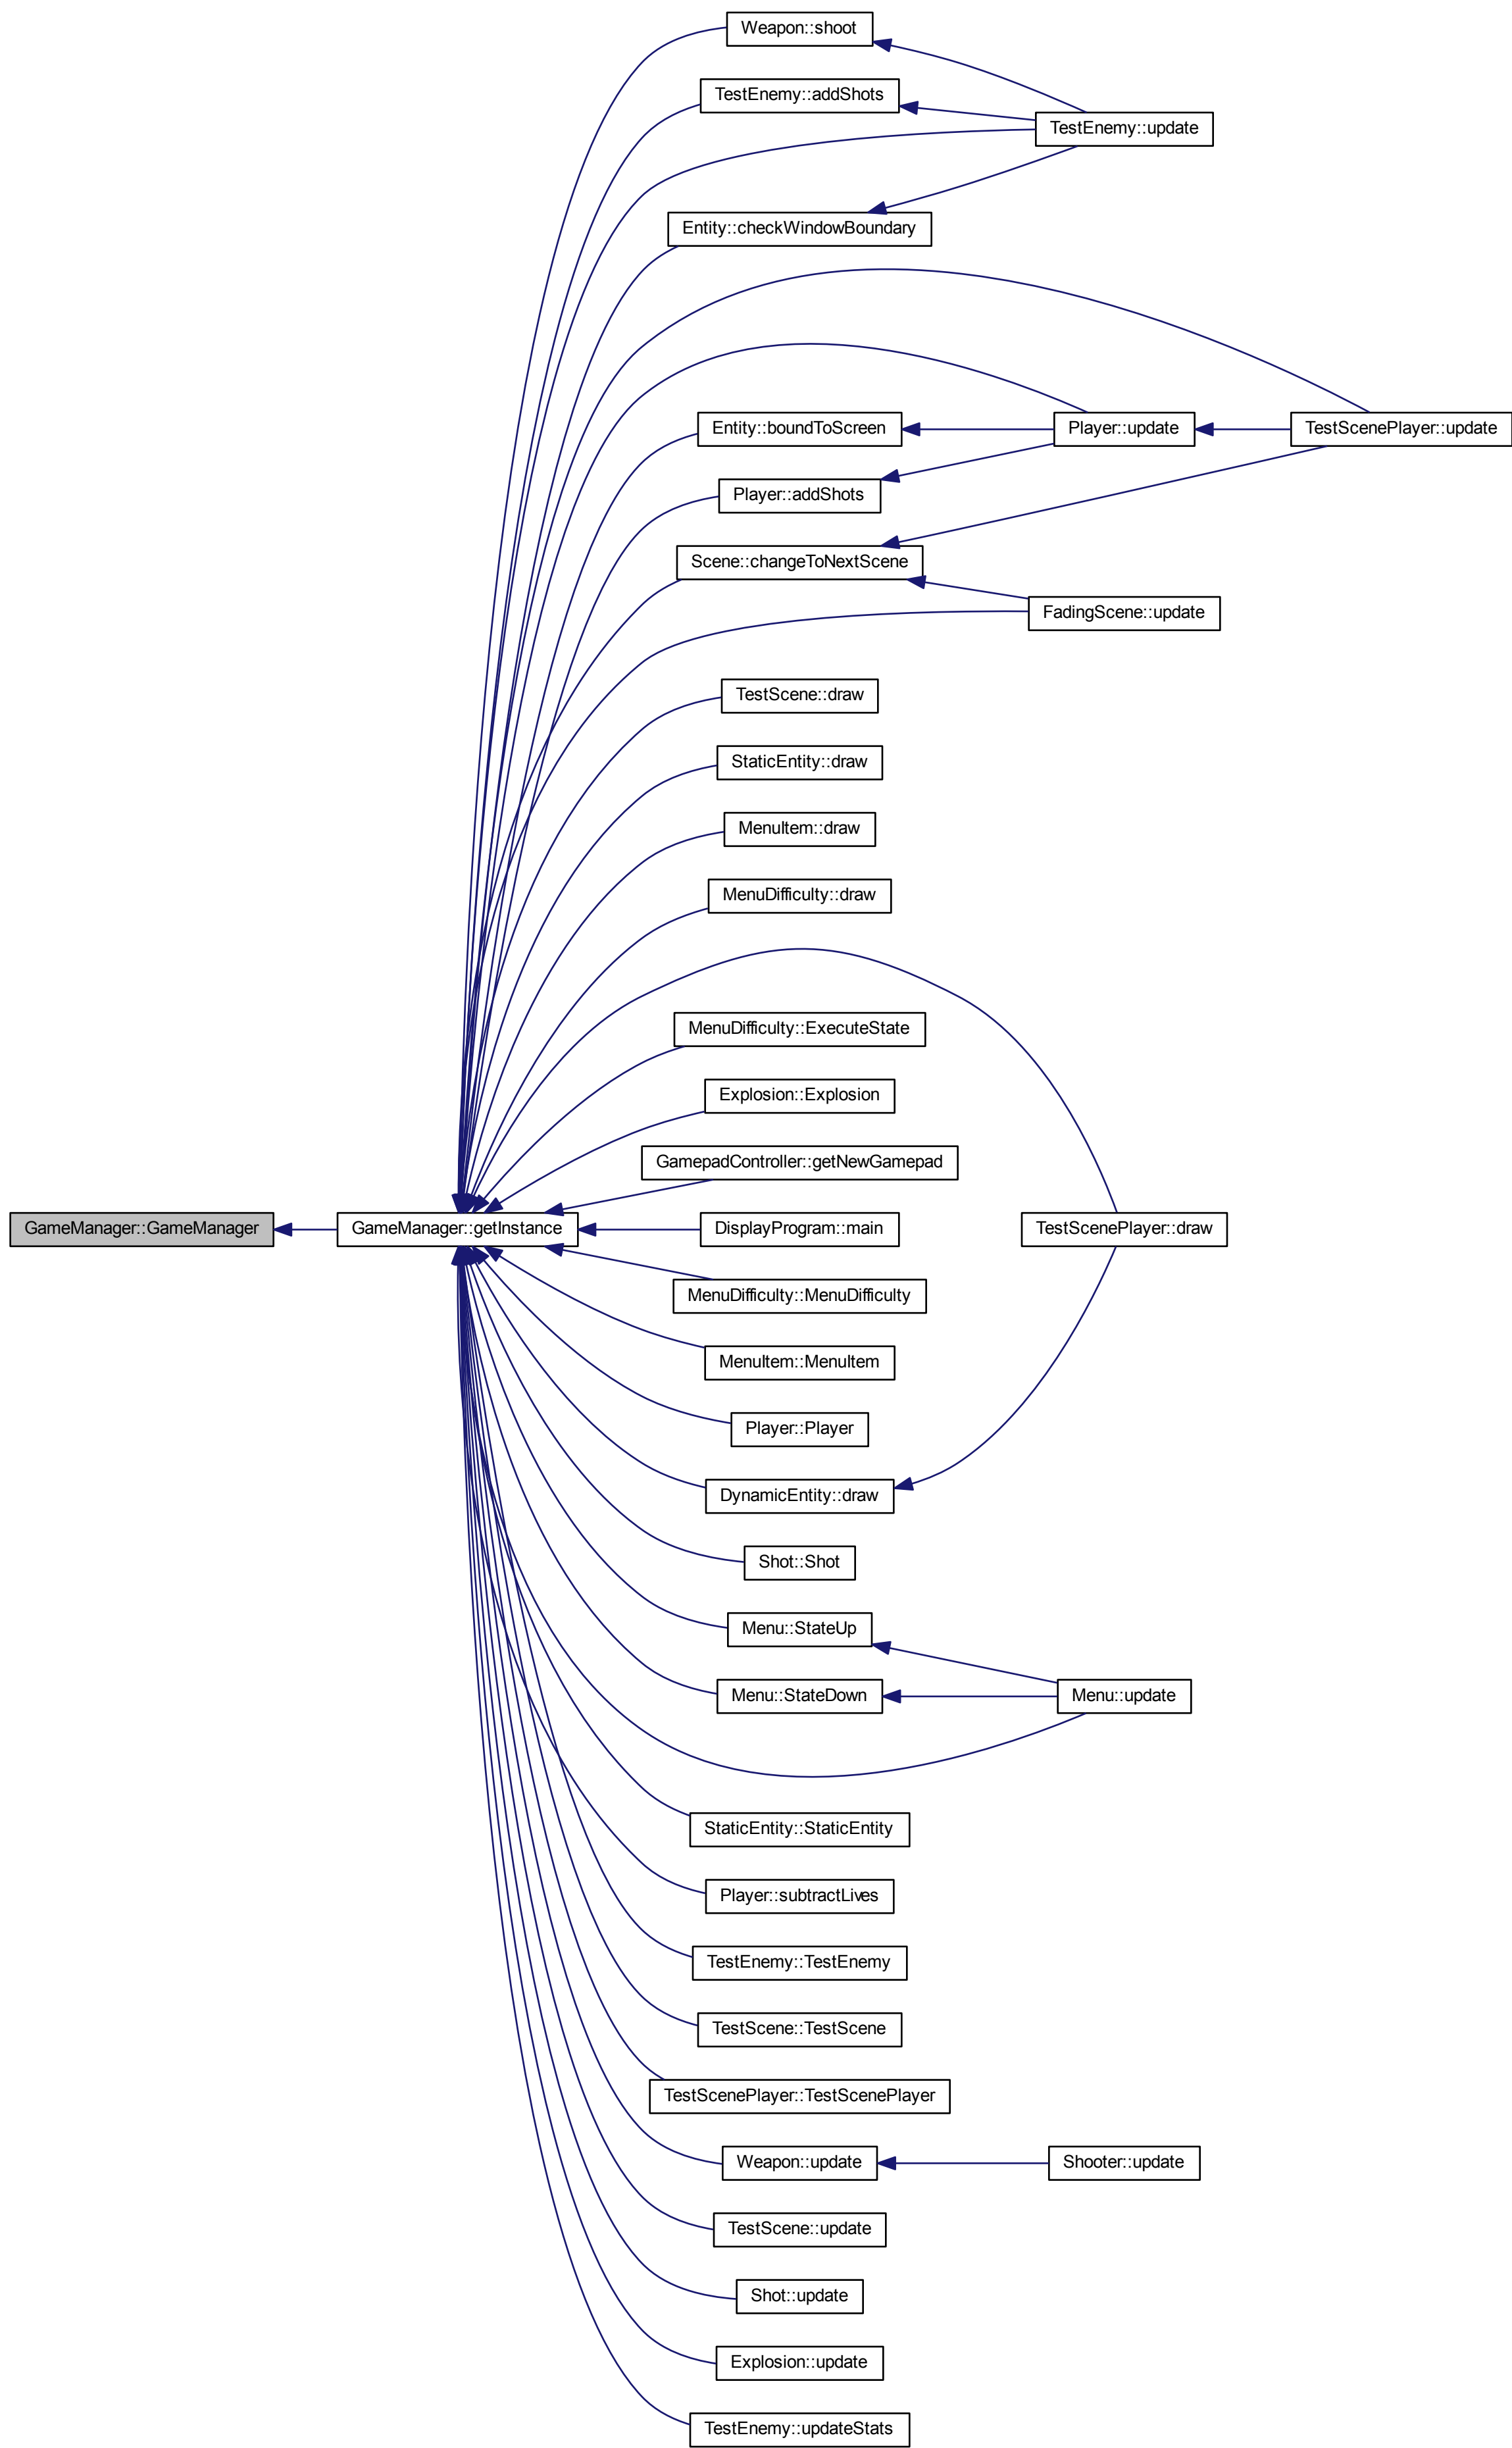 Weapon::shoot
TestEnemy::addShots
TestEnemy::update
Entity::checkWindowBoundary
Entity::boundToScreen
Player::update
TestScenePlayer::update
Player::addShots
Scene::changeToNextScene
FadingScene::update
TestScene::draw
StaticEntity::draw
MenuItem::draw
MenuDifficulty::draw
MenuDifficulty::ExecuteState
Explosion::Explosion
GamepadController::getNewGamepad
GameManager::GameManager
GameManager::getInstance
DisplayProgram::main
TestScenePlayer::draw
MenuDifficulty::MenuDifficulty
MenuItem::MenuItem
Player::Player
DynamicEntity::draw
Shot::Shot
Menu::StateUp
Menu::StateDown
Menu::update
StaticEntity::StaticEntity
Player::subtractLives
TestEnemy::TestEnemy
TestScene::TestScene
TestScenePlayer::TestScenePlayer
Weapon::update
Shooter::update
TestScene::update
Shot::update
Explosion::update
TestEnemy::updateStats